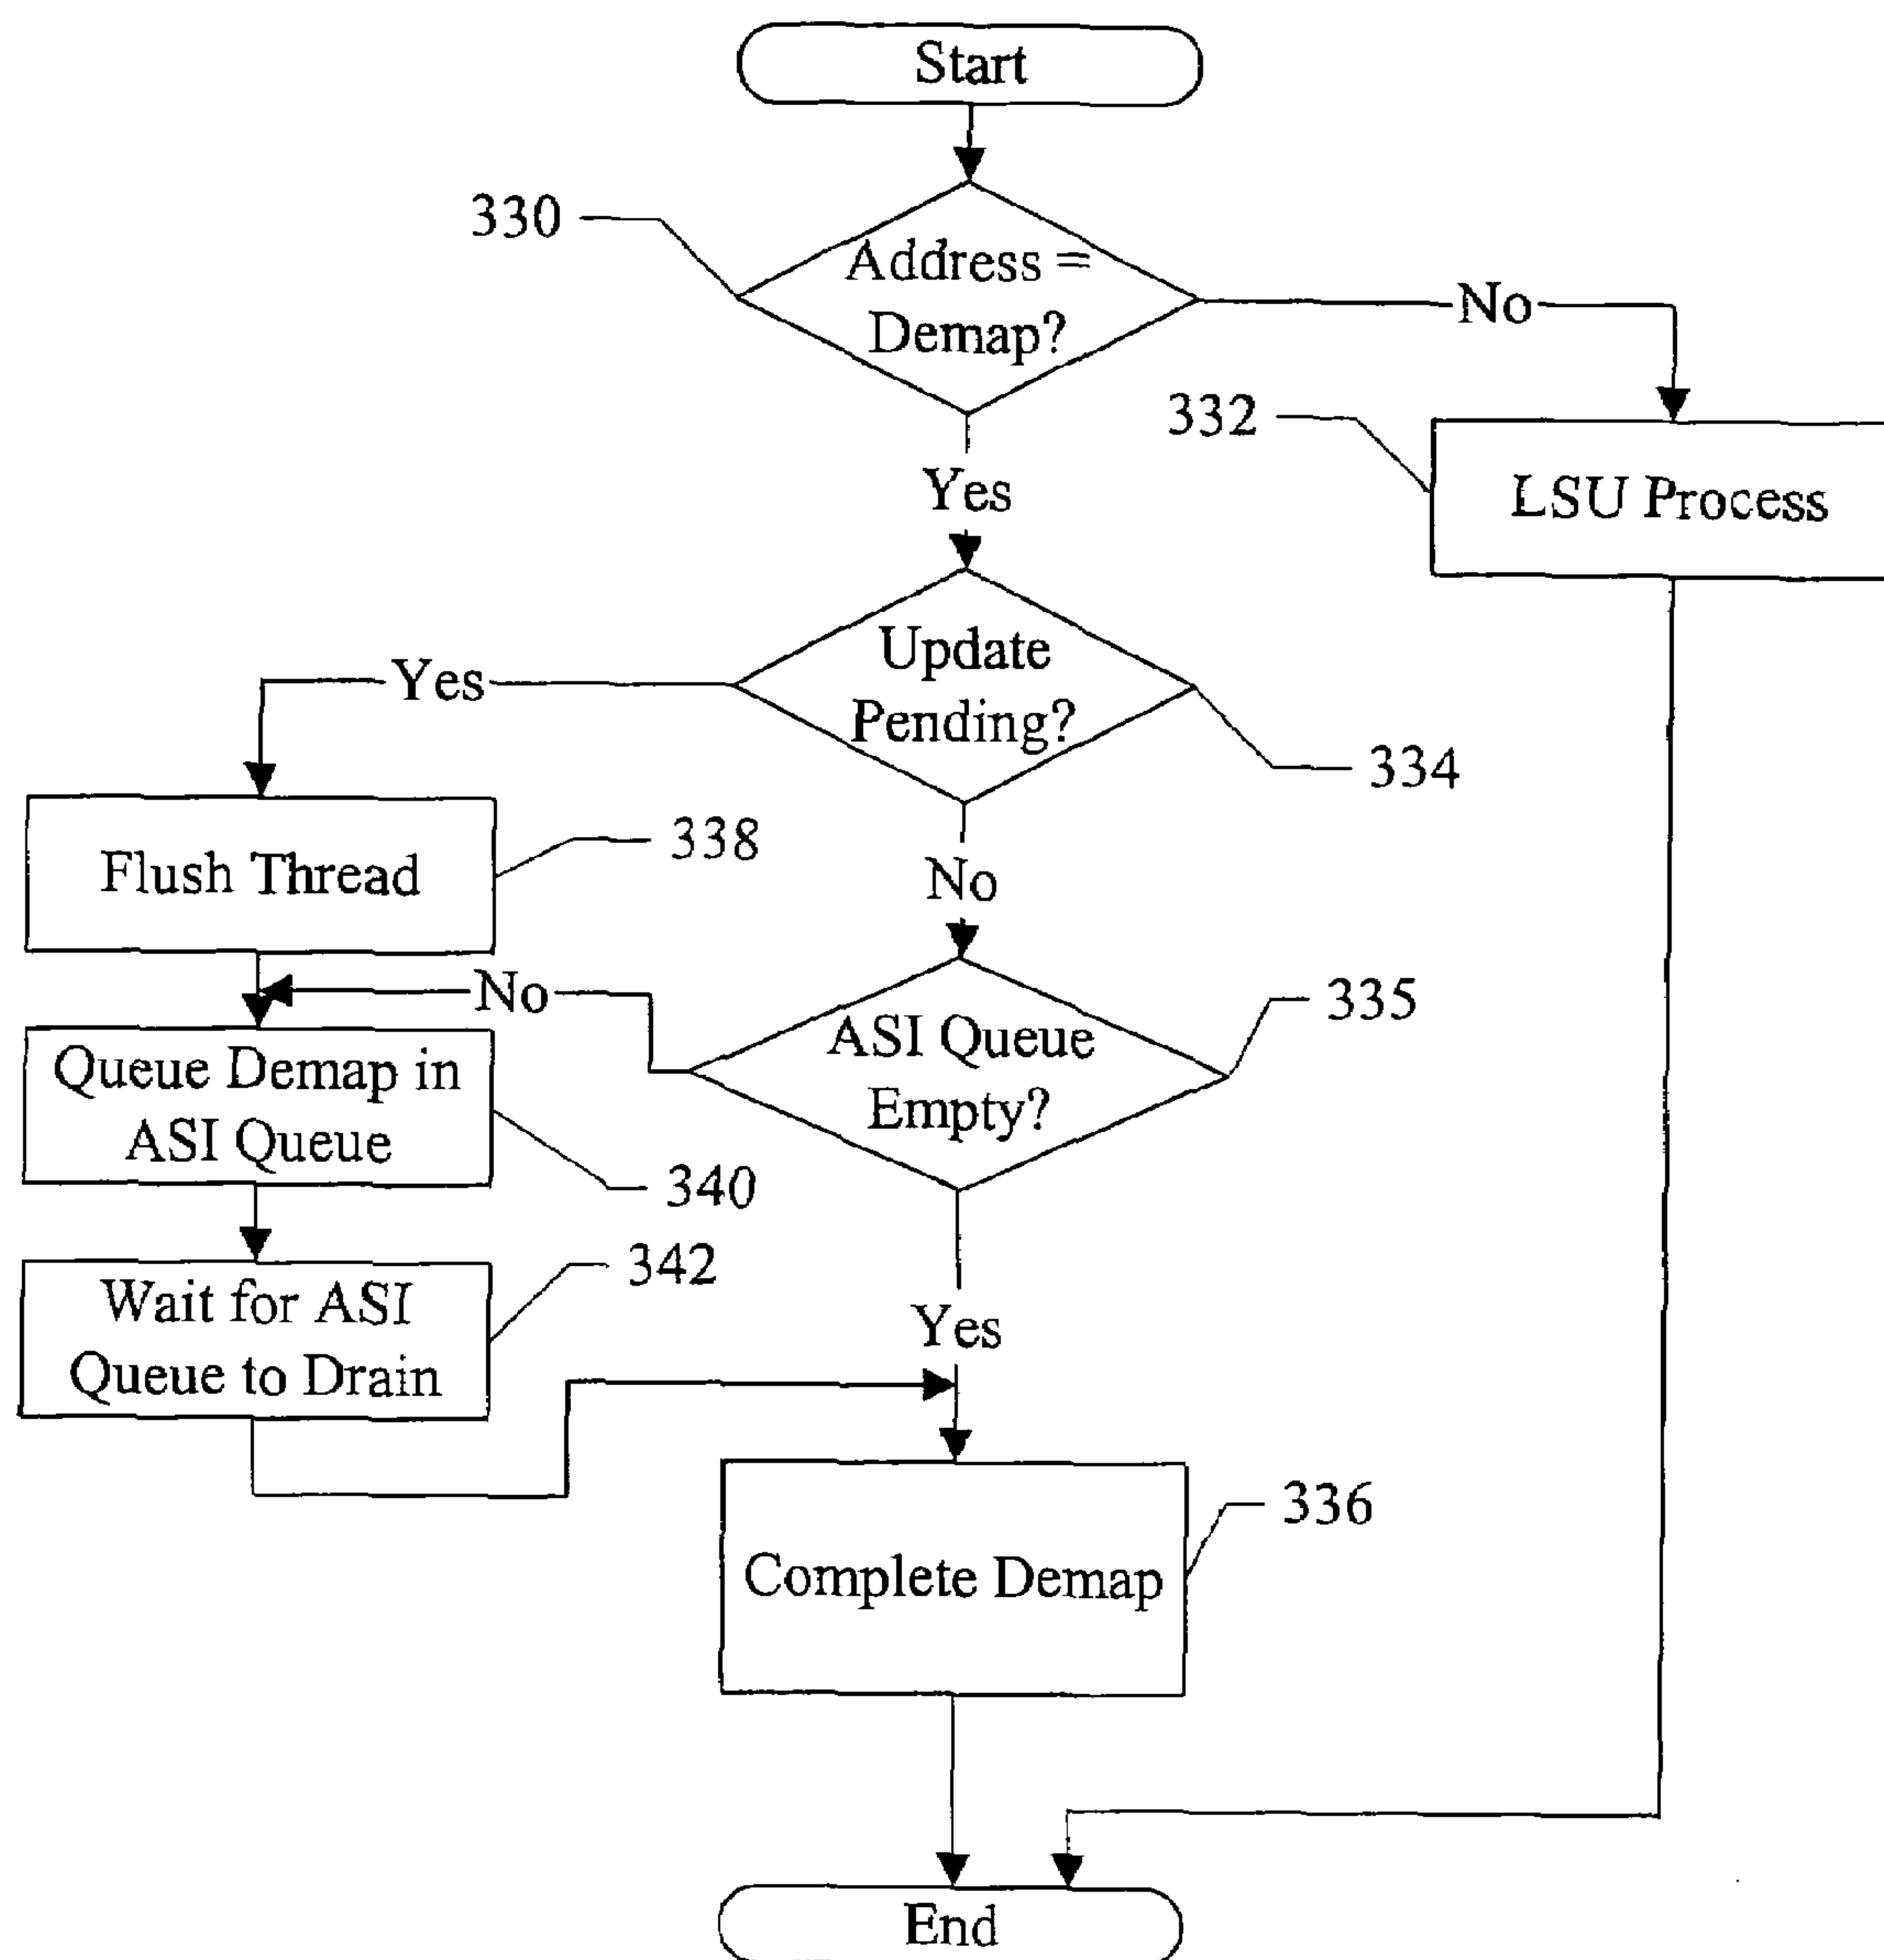 Start
330
Address =
Demap?
No
332
LSU Process
Yes
Update
Pending?
Yes
334
338
Flush Thread
No
No
335
ASI Queue
Empty?
Queue Demap in
ASI Queue
340
342
Wait for ASI
Queue to Drain
Yes
336
Complete Demap
End